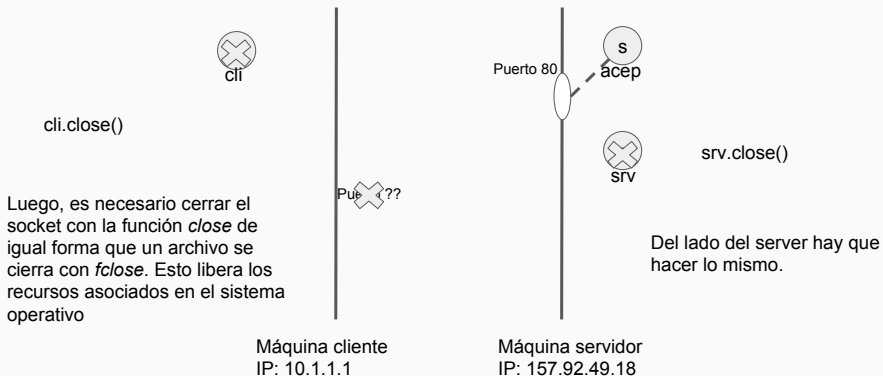 cli
cli.close()
Luego, es necesario cerrar el
socket con la función close de
igual forma que un archivo se
cierra con fclose. Esto libera los
recursos asociados en el sistema
operativo
??
Máquina cliente
IP: 10.1.1.1
Puerto 80
s
acep
srv
srv.close()
Del lado del server hay que
hacer lo mismo.
Máquina servidor
IP: 157.92.49.18